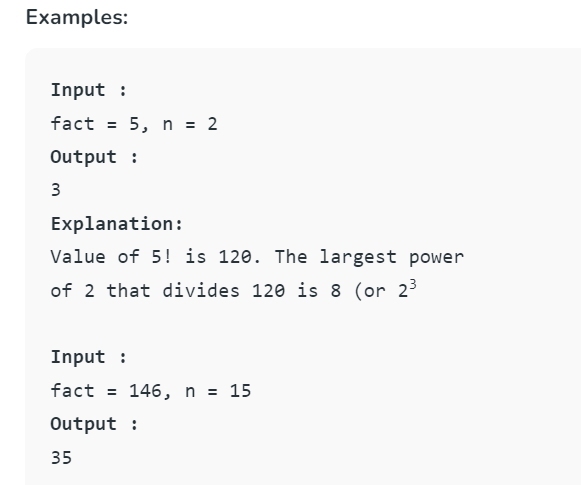 Examples:
Input :
fact = 5, n = 2
Output :
3
Explanation:
Value of 5! is 120. The largest power
of 2 that divides 120 is 8 (or 2³
Input :
fact = 146, n = 15
Output :
35